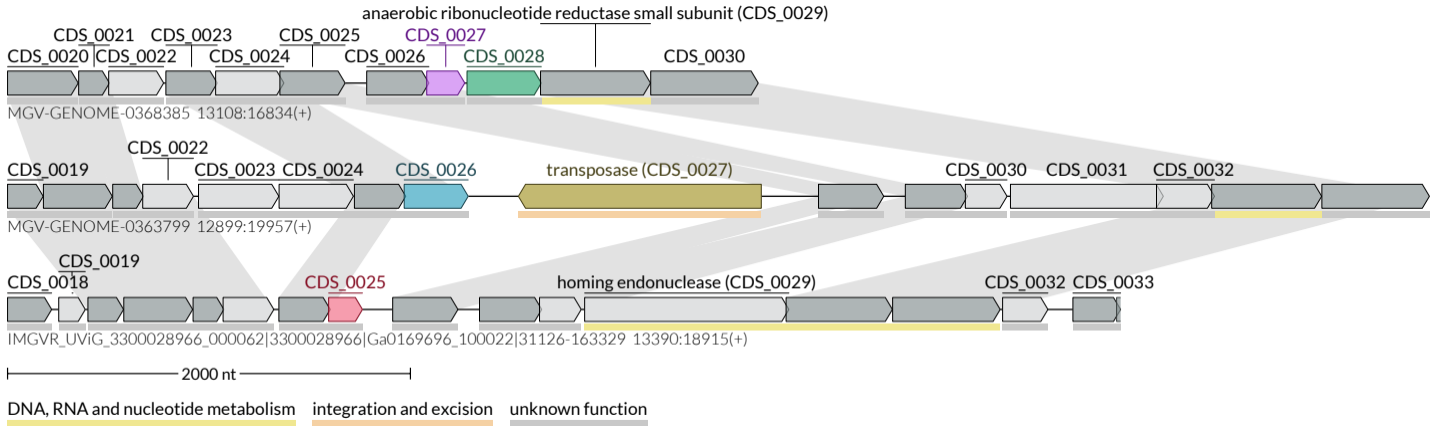 anaerobic ribonucleotide reductase small subunit (CDS_0029)
CDS_0021 CDS_0023 CDS_0025 CDS_0027
CDS_0020 CDS_0022 CDS_0024 CDS_0026 CDS_0028 CDS_0030
MGV-GENOME-0368385 13108:16834(+)
CDS_0022
CDS_0019 CDS_0023 CDS_0024 CDS_0026 transposase (CDS_0027) CDS_0030 CDS_0031 CDS_0032
MGV-GENOME-0363799 12899:19957(+)
CDS_0019
CDS_0018 CDS_0025 homing endonuclease (CDS_0029) CDS_0032 CDS_0033
IMGVR_UViG_3300028966_000062|3300028966|Ga0169696_100022|31126-163329 13390:18915(+)
2000 nt
DNA, RNA and nucleotide metabolism integration and excision unknown function